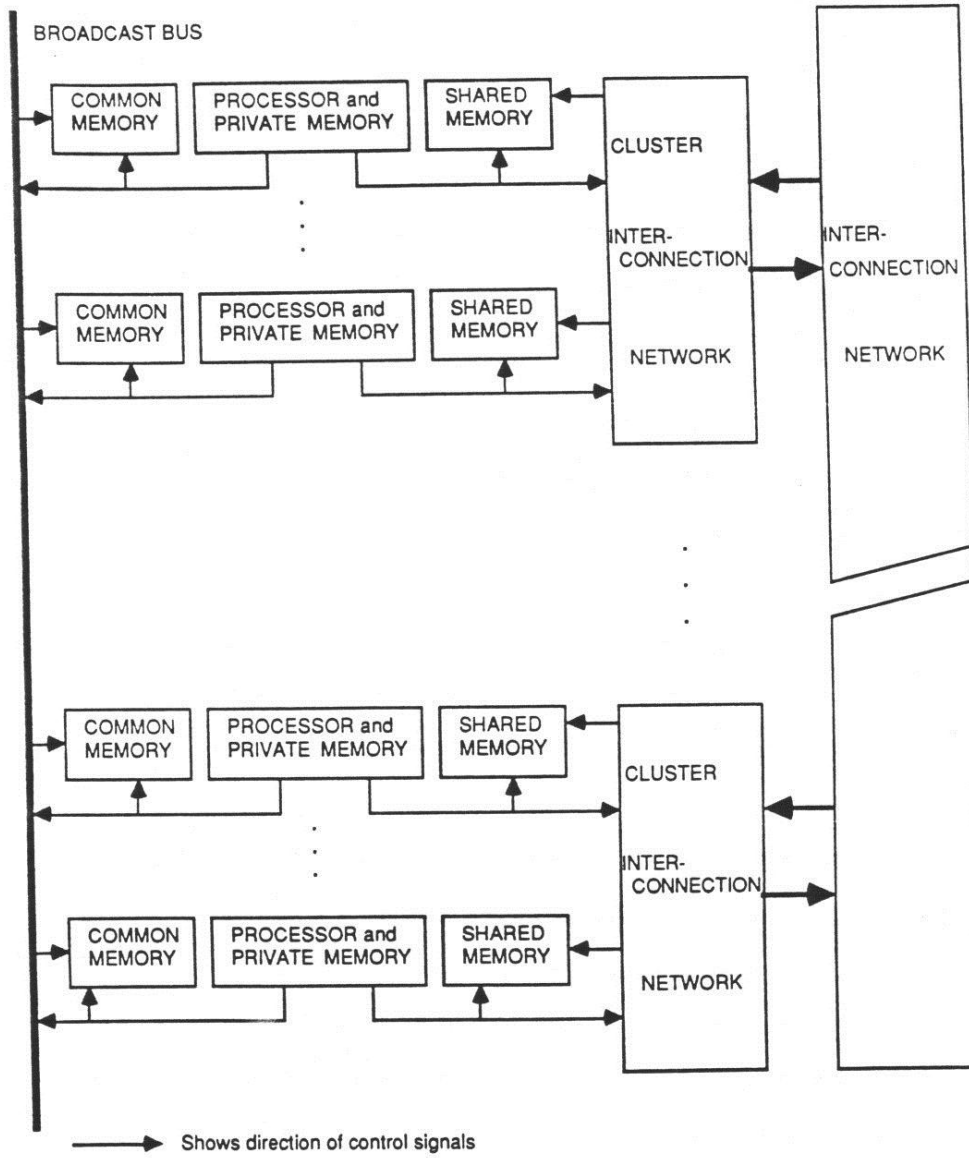 BROADCAST BUS
COMMON
MEMORY
PROCESSOR and
PRIVATE MEMORY
SHARED
MEMORY
CLUSTER
INTER-
CONNECTION
NETWORK
INTER-
CONNECTION
NETWORK
COMMON
MEMORY
PROCESSOR and
PRIVATE MEMORY
SHARED
MEMORY
COMMON
MEMORY
PROCESSOR and
PRIVATE MEMORY
SHARED
MEMORY
CLUSTER
INTER-
CONNECTION
NETWORK
COMMON
MEMORY
PROCESSOR and
PRIVATE MEMORY
SHARED
MEMORY
Shows direction of control signals